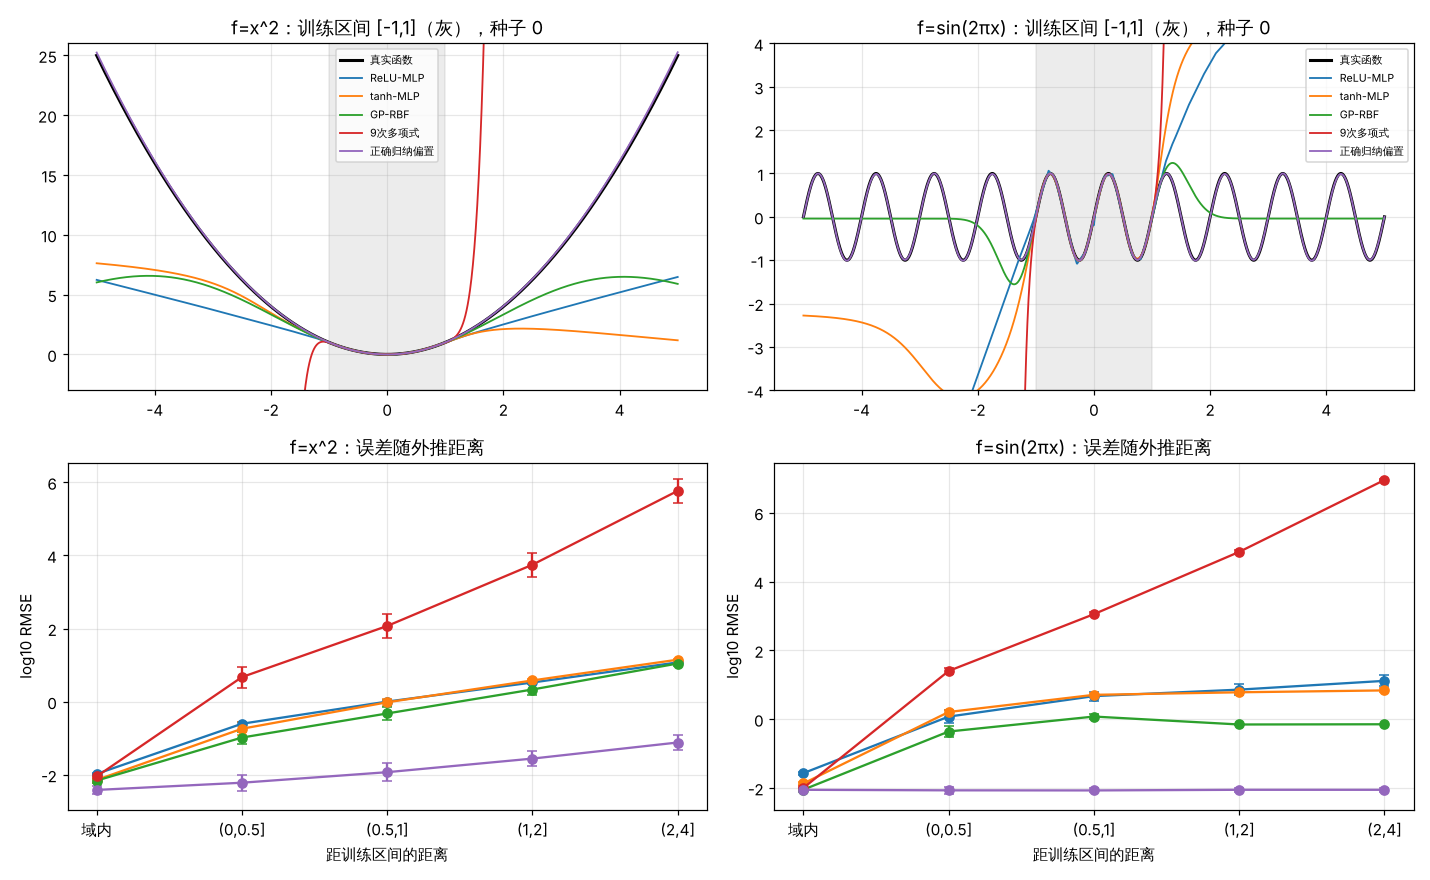 f=x^2：训练区间 [-1,1]（灰），种子 0
25
20
15
10
5
0
-4
-2
0
2
4
真实函数
ReLU-MLP
tanh-MLP
GP-RBF
9次多项式
正确归纳偏置
f=sin(2πx)：训练区间 [-1,1]（灰），种子 0
4
3
2
1
0
-1
-2
-3
-4
-4
-2
0
2
4
真实函数
ReLU-MLP
tanh-MLP
GP-RBF
9次多项式
正确归纳偏置
f=x^2：误差随外推距离
log10 RMSE
6
4
2
0
-2
域内
(0,0.5]
(0.5,1]
(1,2]
(2,4]
距训练区间的距离
f=sin(2πx)：误差随外推距离
log10 RMSE
6
4
2
0
-2
域内
(0,0.5]
(0.5,1]
(1,2]
(2,4]
距训练区间的距离